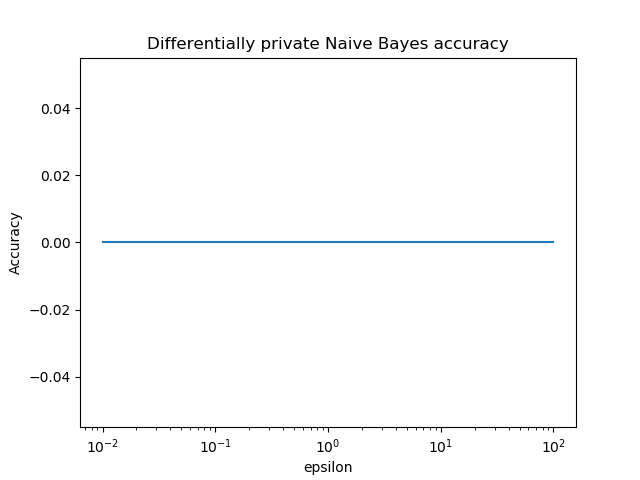 Differentially private Naive Bayes accuracy
0.04
0.02
0.00
−0.02
−0.04
Accuracy
10⁻² 10⁻¹ 10⁰ 10¹ 10²
epsilon